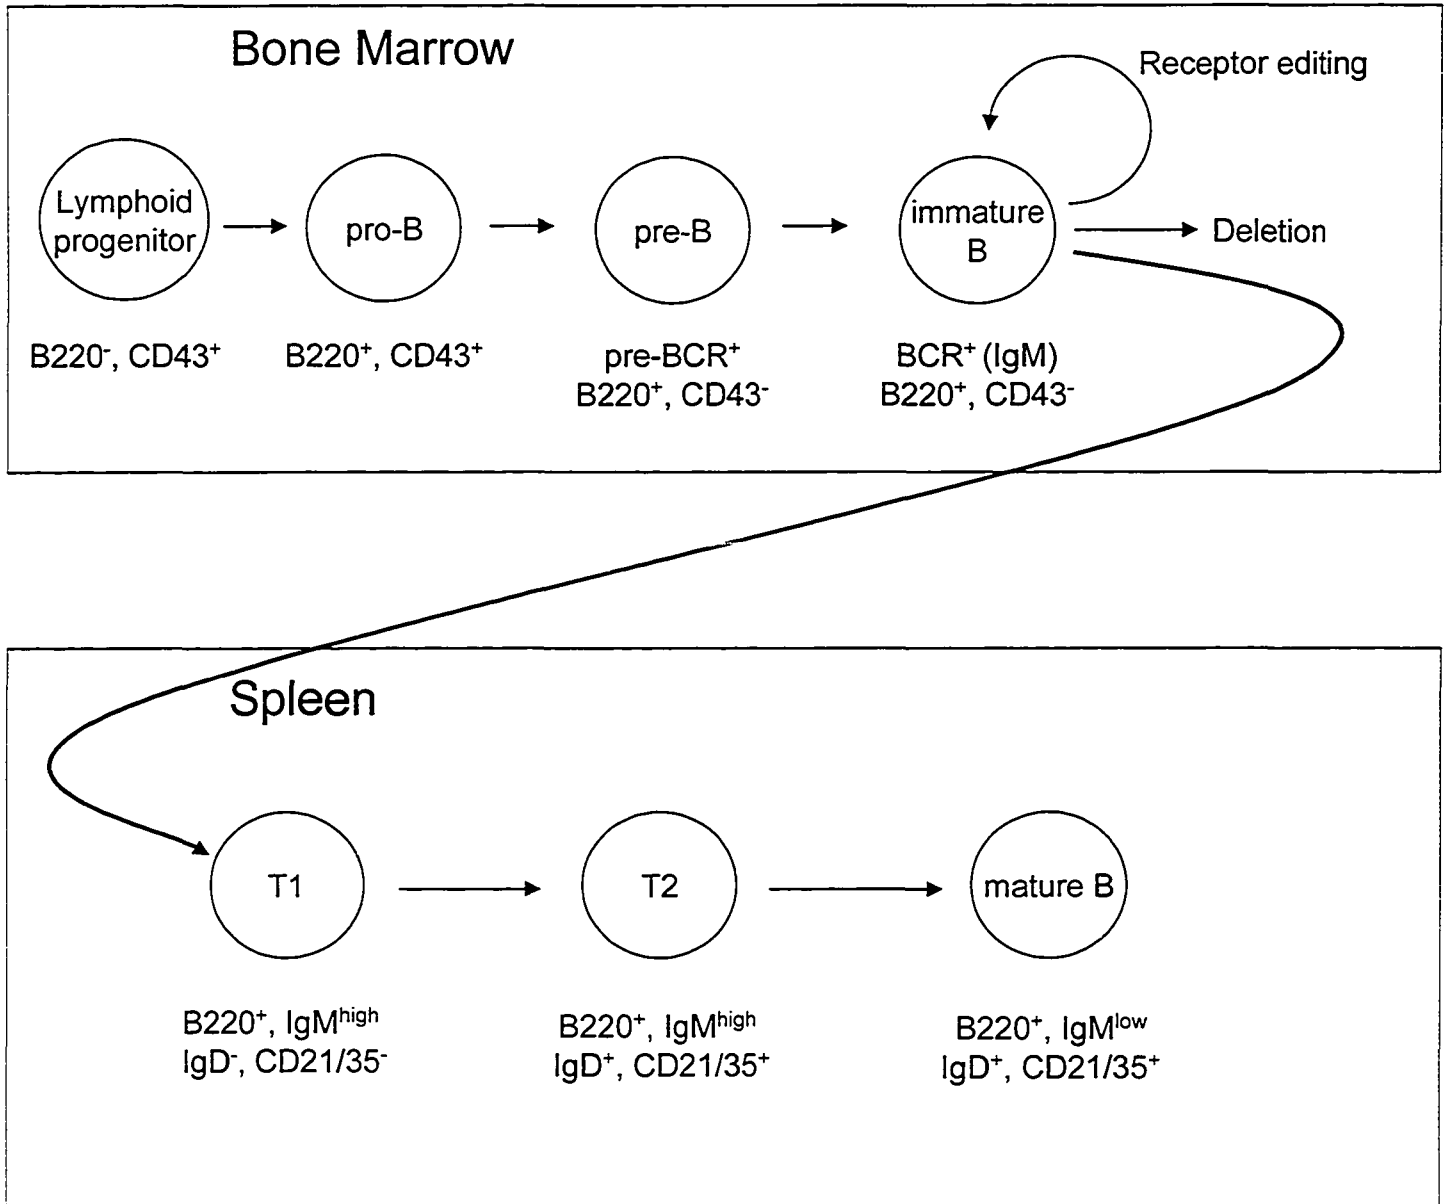 Bone Marrow
Receptor editing
Lymphoid
progenitor
pro-B
pre-B
immature
B
Deletion
B220⁻, CD43⁺
B220⁺, CD43⁺
pre-BCR⁺
B220⁺, CD43⁻
BCR⁺ (IgM)
B220⁺, CD43⁻
Spleen
T1
T2
mature B
B220⁺, IgMʰⁱᵍʰ
IgD⁻, CD21/35⁻
B220⁺, IgMʰⁱᵍʰ
IgD⁺, CD21/35⁺
B220⁺, IgMˡᵒʷ
IgD⁺, CD21/35⁺